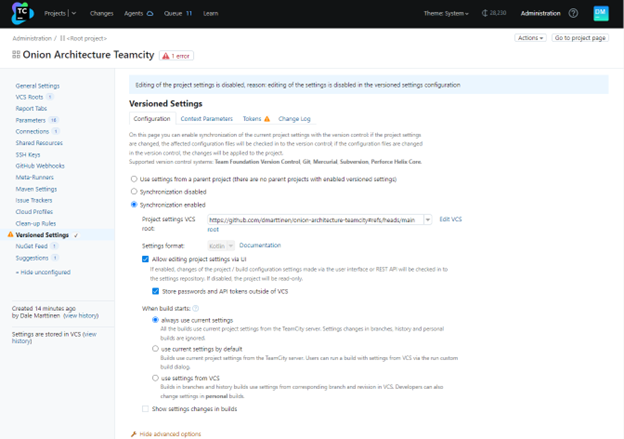 TC
Projects Changes Agents Queue 11 Learn Theme: System 28,230 Administration ? DM
Administration / <Root project> Actions Go to project page
Onion Architecture Teamcity 1 error
General Settings
VCS Roots 1
Report Tabs
Parameters 18
Connections 1
Shared Resources
SSH Keys
GitHub Webhooks
Meta-Runners
Maven Settings
Issue Trackers
Cloud Profiles
Clean-up Rules
Versioned Settings ✓
NuGet Feed 1
Suggestions
+ Hide unconfigured
Created 14 minutes ago
by Dale Marttinen (view history)
Settings are stored in VCS (view
history)
Editing of the project settings is disabled, reason: editing of the settings is disabled in the versioned settings configuration
Versioned Settings
Configuration Context Parameters Tokens Change Log
On this page you can enable synchronization of the current project settings with the version control: if the project settings
are changed, the affected configuration files will be checked in to the version control; if the configuration files are changed
in the version control, the changes will be applied to the project.
Supported version control systems: Team Foundation Version Control, Git, Mercurial, Subversion, Perforce Helix Core.
Use settings from a parent project (there are no parent projects with enabled versioned settings)
Synchronization disabled
Synchronization enabled
Project settings VCS https://github.com/dmarttinen/onion-architecture-teamcity#refs/heads/main Edit VCS
root: root
Settings format: Kotlin Documentation
Allow editing project settings via UI
If enabled, changes of the project / build configuration settings made via the user interface or REST API will be checked in to
the settings repository. If disabled, the project will be read-only.
Store passwords and API tokens outside of VCS
When build starts: ?
always use current settings
All the builds use current project settings from the TeamCity server. Settings changes in branches, history and personal
builds are ignored.
use current settings by default
Builds use current project settings from the TeamCity server. Users can run a build with settings from VCS via the run custom
build dialog.
use settings from VCS
Builds in branches and history builds use settings from corresponding branch and revision in VCS. Developers can also
change settings in personal builds.
Show settings changes in builds
Hide advanced options